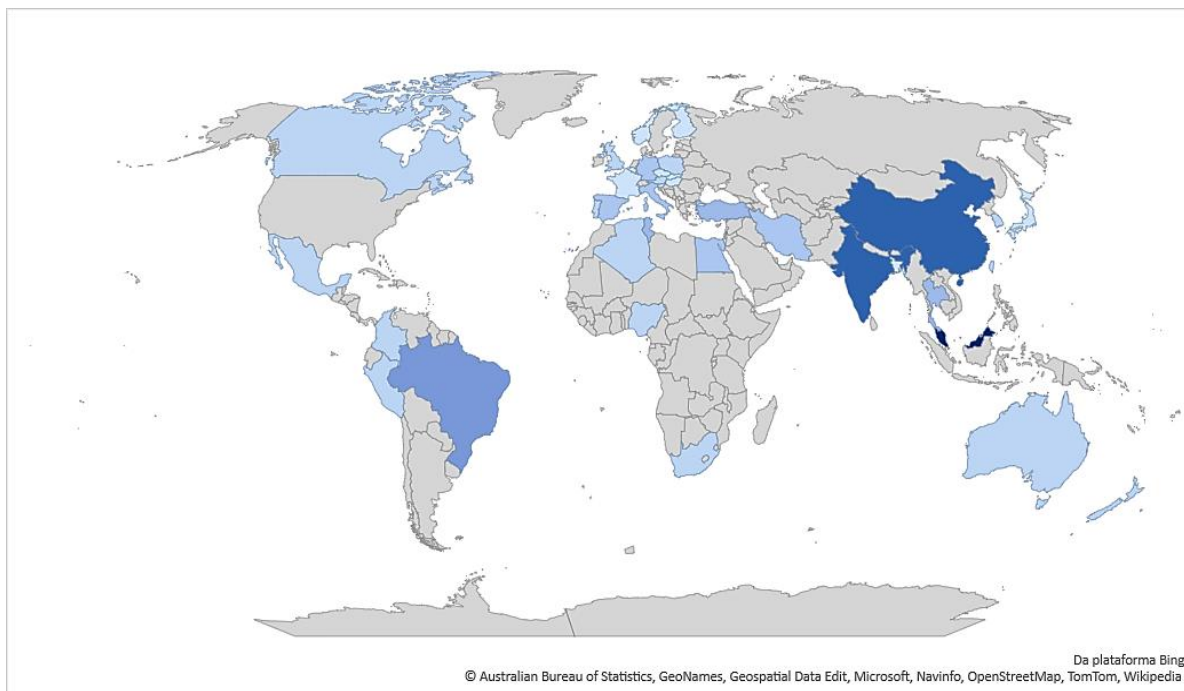 Da plataforma Bing
© Australian Bureau of Statistics, GeoNames, Geospatial Data Edit, Microsoft, Navinfo, OpenStreetMap, TomTom, Wikipedia